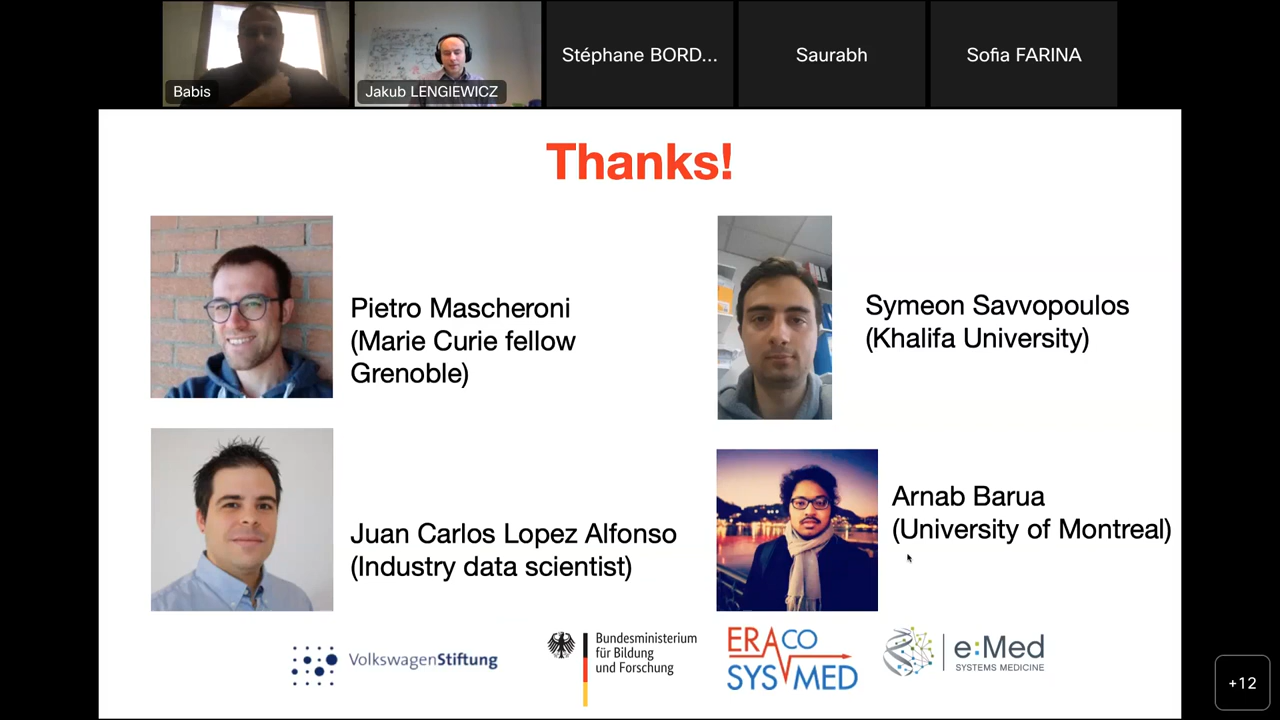 Babis
Jakub LENGIEWICZ
Stéphane BORD...
Saurabh
Sofia FARINA
Thanks!
Pietro Mascheroni
(Marie Curie fellow
Grenoble)
Symeon Savvopoulos
(Khalifa University)
Juan Carlos Lopez Alfonso
(Industry data scientist)
Arnab Barua
(University of Montreal)
VolkswagenStiftung
Bundesministerium
für Bildung
und Forschung
ERACO
SYSMED
e:Med
SYSTEMS MEDICINE
+12